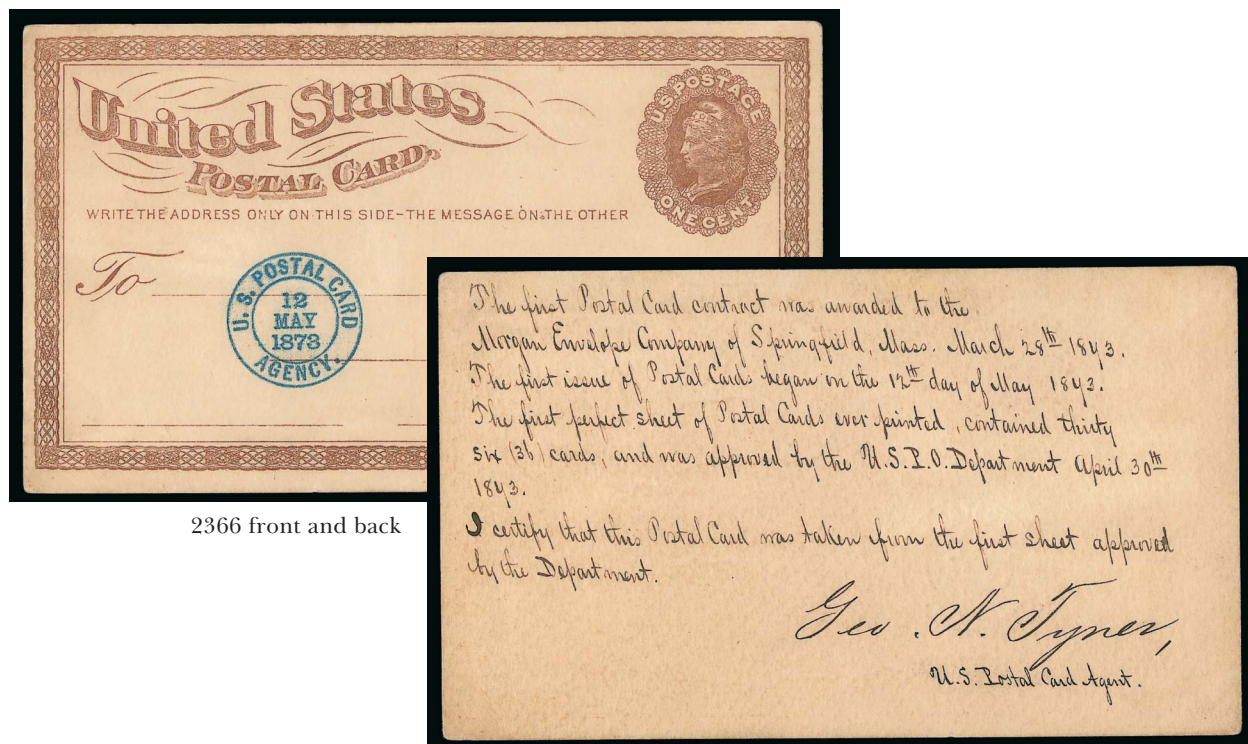 United States
POSTAL CARD.
U.S. POSTAGE
ONE CENT
WRITE THE ADDRESS ONLY ON THIS SIDE-THE MESSAGE ON THE OTHER
To
U. S. POSTAL CARD
12
MAY
1873
AGENCY.
2366 front and back
The first Postal Card contract was awarded to the
Morgan Envelope Company of Springfield, Mass. March 28th 1873.
The first issue of Postal Cards began on the 12th day of May 1873.
The first perfect sheet of Postal Cards ever printed, contained thirty
six (36) cards, and was approved by the U.S.P.O. Department April 30th
1873.
I certify that this Postal Card was taken from the first sheet approved
by the Department.
Geo. N. Tyner,
U.S. Postal Card Agent.